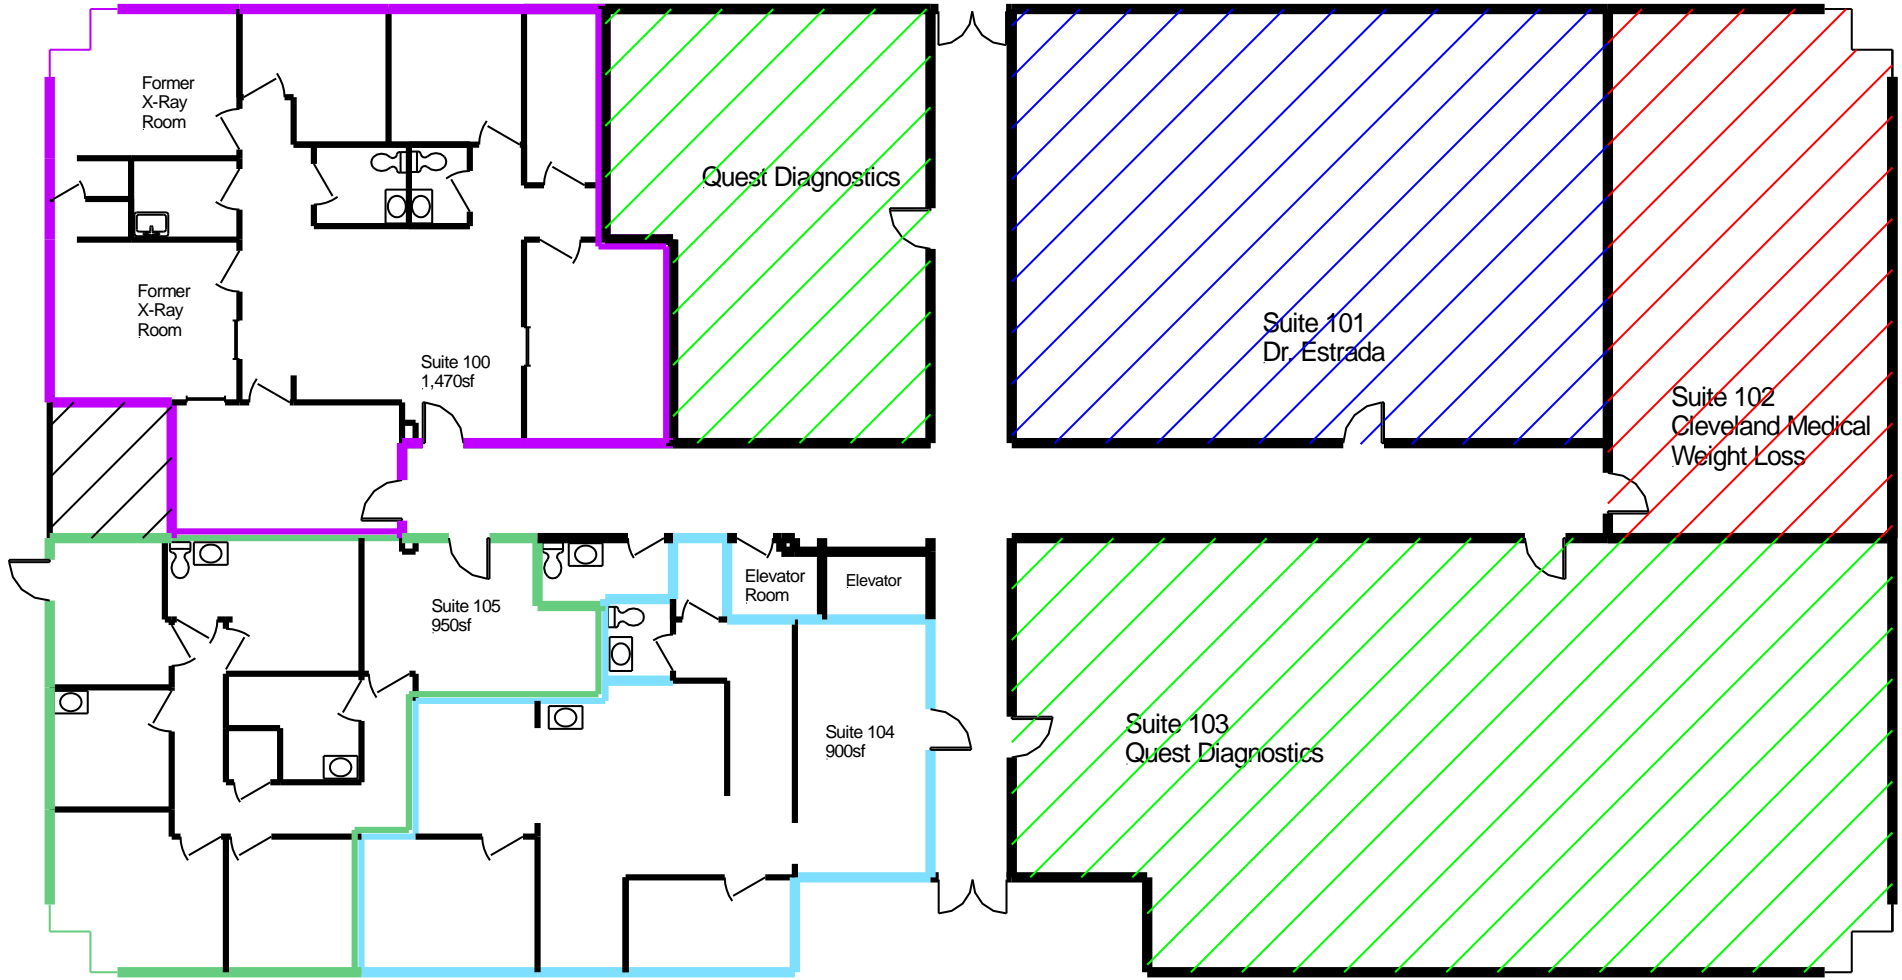 Former
X-Ray
Room
Quest Diagnostics
Former
X-Ray
Room
Suite 100
1,470sf
Suite 101
Dr. Estrada
Suite 102
Cleveland Medical
Weight Loss
Elevator
Room
Elevator
Suite 105
950sf
Suite 104
900sf
Suite 103
Quest Diagnostics